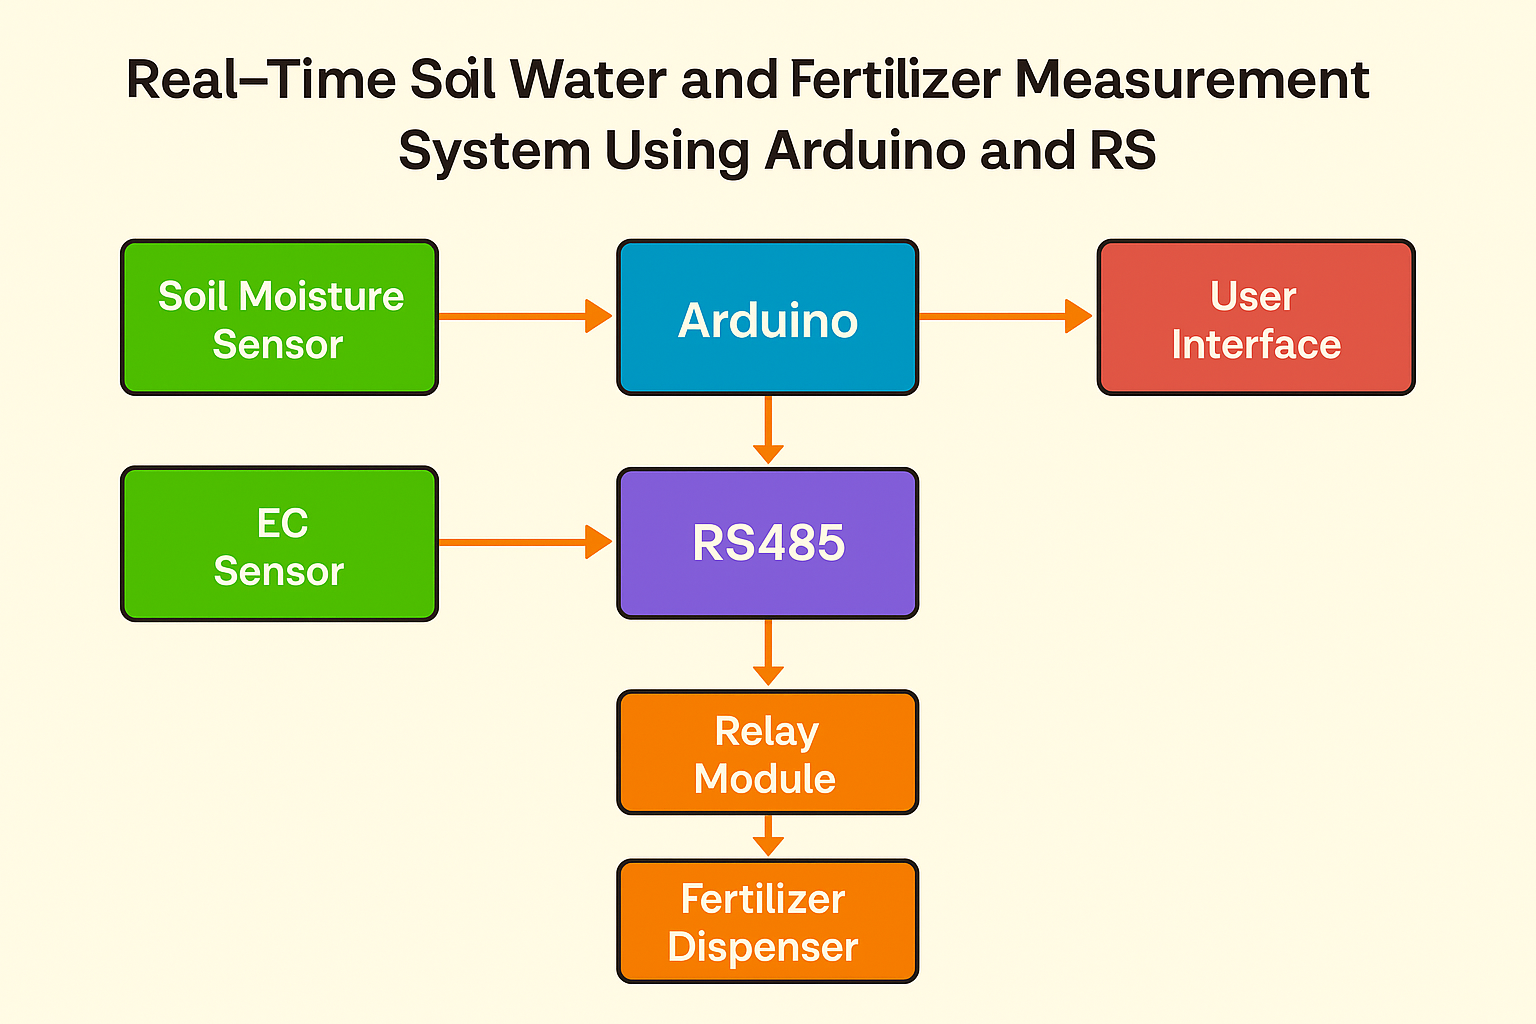 Real–Time Soil Water and Fertilizer Measurement
System Using Arduino and RS
Soil Moisture
Sensor
Arduino
User
Interface
EC
Sensor
RS485
Relay
Module
Fertilizer
Dispenser